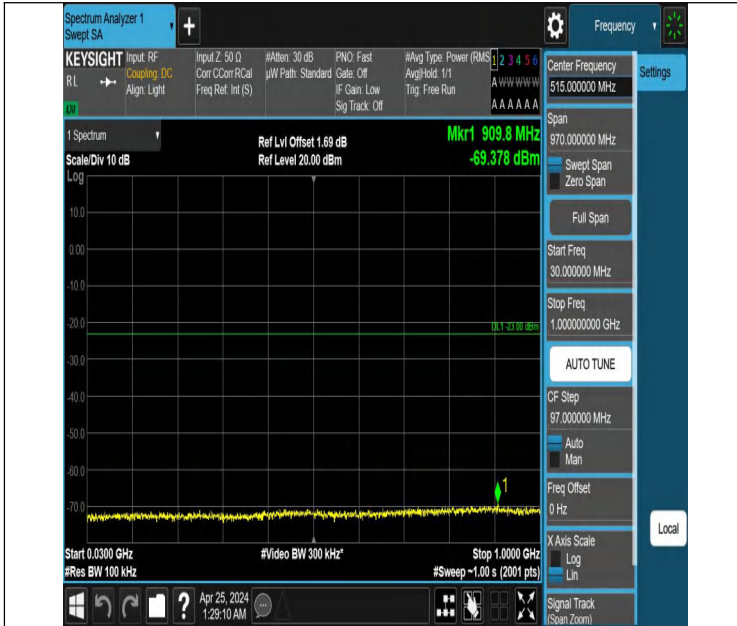 Spectrum Analyzer 1
Swept SA
+
Frequency
KEYSIGHT
RL
Input: RF
Coupling: DC
Align: Light
Input Z: 50 Ω
Corr CCorr RCal
Freq Ref: Int (S)
#Atten: 30 dB
µW Path: Standard
PNO: Fast
Gate: Off
IF Gain: Low
Sig Track: Off
#Avg Type: Power (RMS
Avg|Hold: 1/1
Trig: Free Run
1 2 3 4 5 6
A W W W W W
A A A A A A
1 Spectrum
Scale/Div 10 dB
Log
Ref Lvl Offset 1.69 dB
Ref Level 20.00 dBm
Mkr1 909.8 MHz
-69.378 dBm
10.0
0.00
-10.0
-20.0
DL1 -23.00 dBm
-30.0
-40.0
-50.0
-60.0
1
-70.0
Start 0.0300 GHz
#Res BW 100 kHz
#Video BW 300 kHz*
Stop 1.0000 GHz
#Sweep ~1.00 s (2001 pts)
?
Apr 25, 2024
1:29:10 AM
Center Frequency
515.000000 MHz
Settings
Span
970.000000 MHz
Swept Span
Zero Span
Full Span
Start Freq
30.000000 MHz
Stop Freq
1.000000000 GHz
AUTO TUNE
CF Step
97.000000 MHz
Auto
Man
Freq Offset
0 Hz
Local
X Axis Scale
Log
Lin
Signal Track
(Span Zoom)